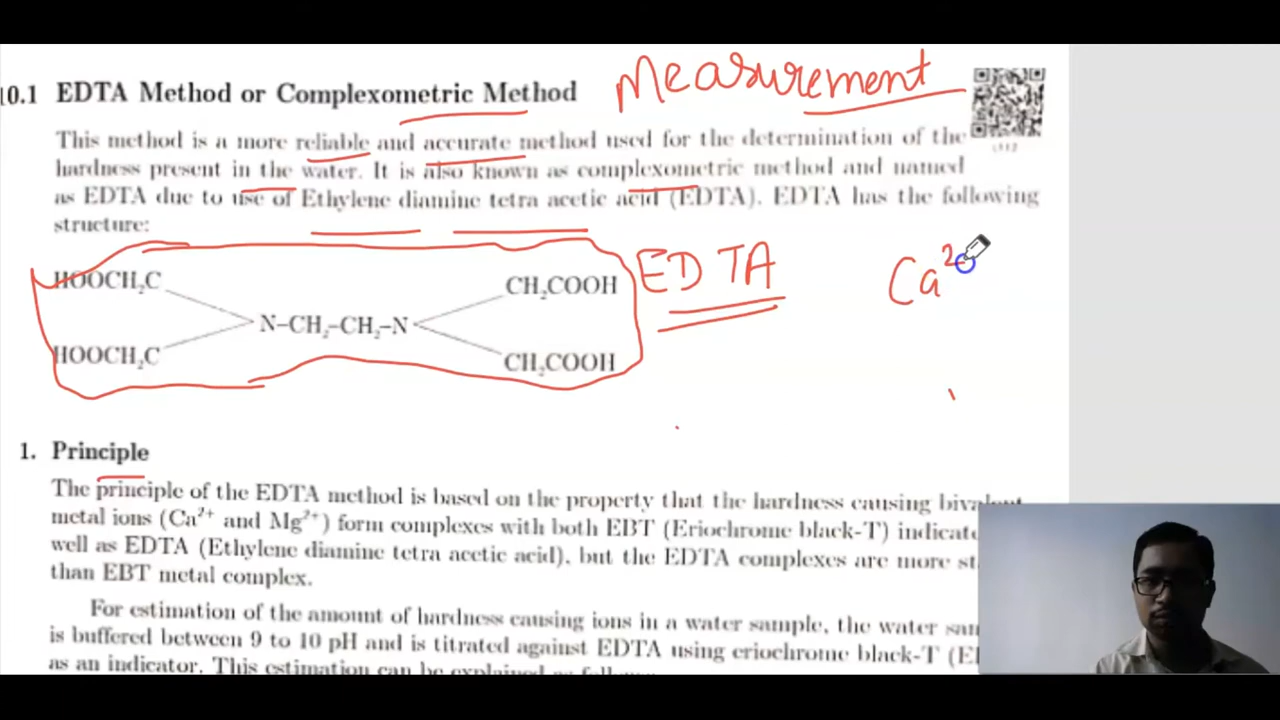 Measurement
10.1 EDTA Method or Complexometric Method
This method is a more reliable and accurate method used for the determination of the
hardness present in the water. It is also known as complexometric method and named
as EDTA due to use of Ethylene diamine tetra acetic acid (EDTA). EDTA has the following
structure:
HOOCH₂C
CH₂COOH
N–CH₂–CH₂–N
HOOCH₂C
CH₂COOH
EDTA
Ca²
1. Principle
The principle of the EDTA method is based on the property that the hardness causing bivalent
metal ions (Ca²⁺ and Mg²⁺) form complexes with both EBT (Eriochrome black-T) indicat
well as EDTA (Ethylene diamine tetra acetic acid), but the EDTA complexes are more st
than EBT metal complex.
For estimation of the amount of hardness causing ions in a water sample, the water sam
is buffered between 9 to 10 pH and is titrated against EDTA using eriochrome black-T (E
as an indicator. This estimation can be explained as foll